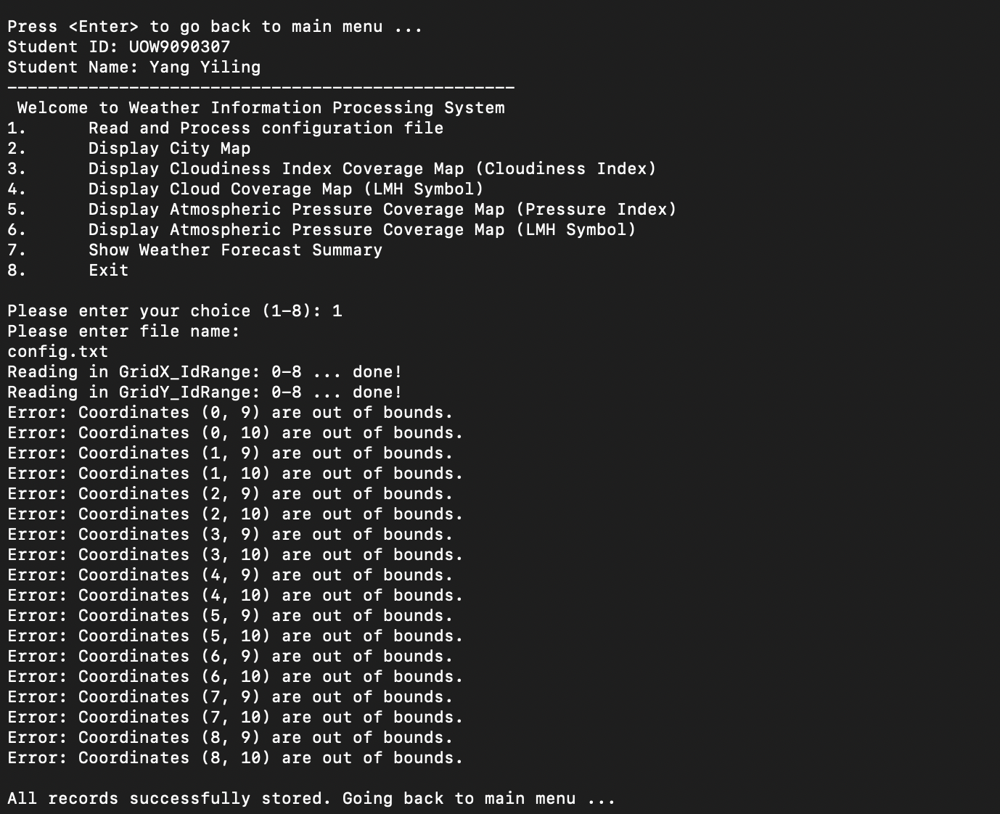 Press <Enter> to go back to main menu ...
Student ID: UOW9090307
Student Name: Yang Yiling
--------------------------------------------------
 Welcome to Weather Information Processing System
1.      Read and Process configuration file
2.      Display City Map
3.      Display Cloudiness Index Coverage Map (Cloudiness Index)
4.      Display Cloud Coverage Map (LMH Symbol)
5.      Display Atmospheric Pressure Coverage Map (Pressure Index)
6.      Display Atmospheric Pressure Coverage Map (LMH Symbol)
7.      Show Weather Forecast Summary
8.      Exit

Please enter your choice (1-8): 1
Please enter file name:
config.txt
Reading in GridX_IdRange: 0-8 ... done!
Reading in GridY_IdRange: 0-8 ... done!
Error: Coordinates (0, 9) are out of bounds.
Error: Coordinates (0, 10) are out of bounds.
Error: Coordinates (1, 9) are out of bounds.
Error: Coordinates (1, 10) are out of bounds.
Error: Coordinates (2, 9) are out of bounds.
Error: Coordinates (2, 10) are out of bounds.
Error: Coordinates (3, 9) are out of bounds.
Error: Coordinates (3, 10) are out of bounds.
Error: Coordinates (4, 9) are out of bounds.
Error: Coordinates (4, 10) are out of bounds.
Error: Coordinates (5, 9) are out of bounds.
Error: Coordinates (5, 10) are out of bounds.
Error: Coordinates (6, 9) are out of bounds.
Error: Coordinates (6, 10) are out of bounds.
Error: Coordinates (7, 9) are out of bounds.
Error: Coordinates (7, 10) are out of bounds.
Error: Coordinates (8, 9) are out of bounds.
Error: Coordinates (8, 10) are out of bounds.

All records successfully stored. Going back to main menu ...